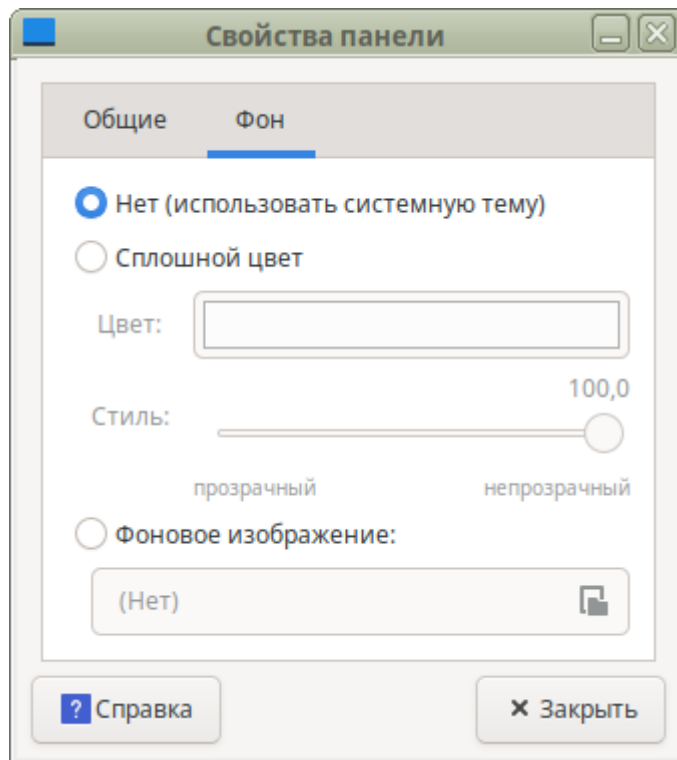 Свойства панели
Общие Фон
Нет (использовать системную тему)
Сплошной цвет
Цвет:
100,0
Стиль:
прозрачный непрозрачный
Фоновое изображение:
(Нет)
? Справка × Закрыть